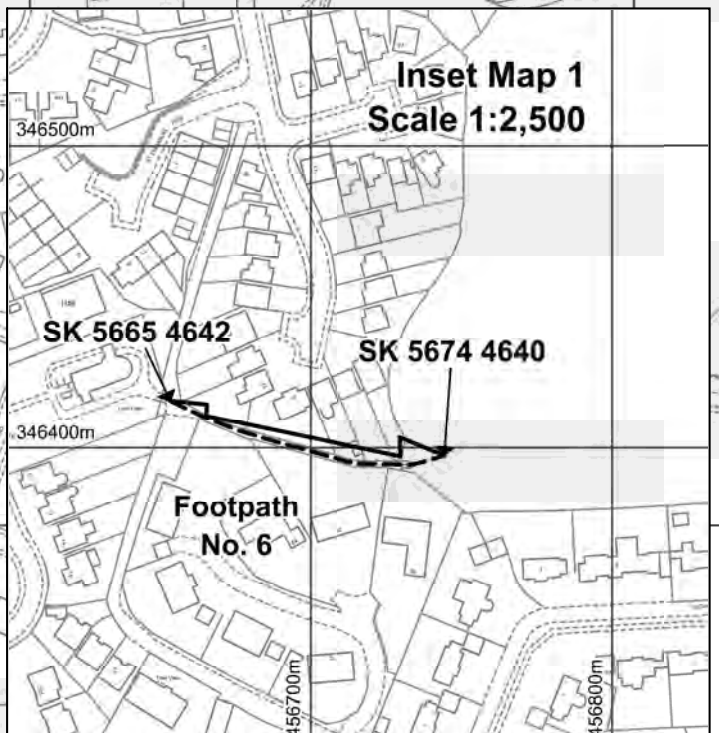 Inset Map 1
Scale 1:2,500
346500m
SK 5665 4642
SK 5674 4640
346400m
Footpath
No. 6
456700m
456800m